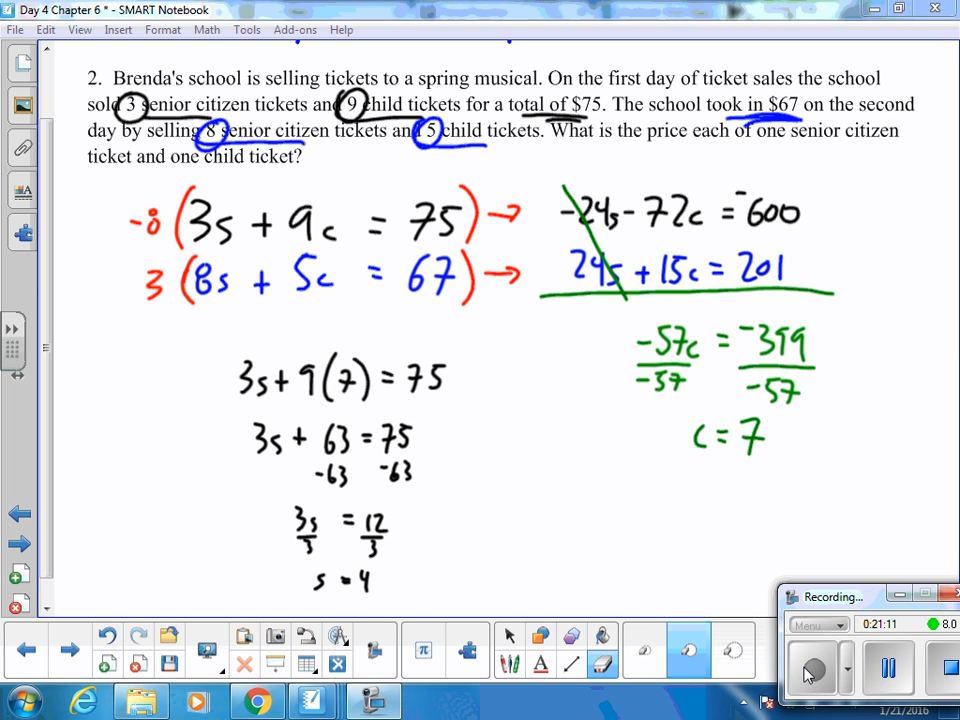 Day 4 Chapter 6 * - SMART Notebook
File Edit View Insert Format Math Tools Add-ons Help
2. Brenda's school is selling tickets to a spring musical. On the first day of ticket sales the school
sold 3 senior citizen tickets and 9 child tickets for a total of $75. The school took in $67 on the second
day by selling 8 senior citizen tickets and 5 child tickets. What is the price each of one senior citizen
ticket and one child ticket?
-8 (3s + 9c = 75) → -24s - 72c = -600
3 (8s + 5c = 67) → 24s + 15c = 201
-57c = -399
-57 -57
c = 7
3s + 9(7) = 75
3s + 63 = 75
-63 -63
3s = 12
3 3
s = 4
Recording...
Menu
0:21:11
8.0
π
A
1/21/2016